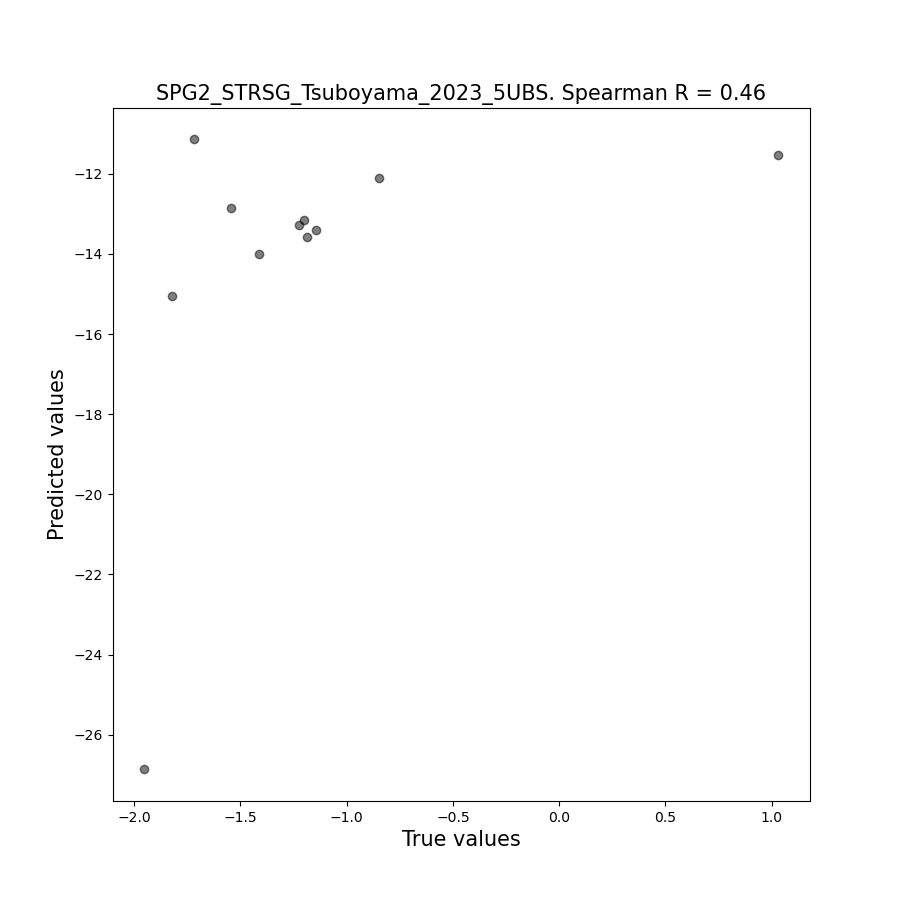 SPG2_STRSG_Tsuboyama_2023_5UBS. Spearman R = 0.46
−12
−14
−16
−18
−20
−22
−24
−26
Predicted values
−2.0 −1.5 −1.0 −0.5 0.0 0.5 1.0
True values